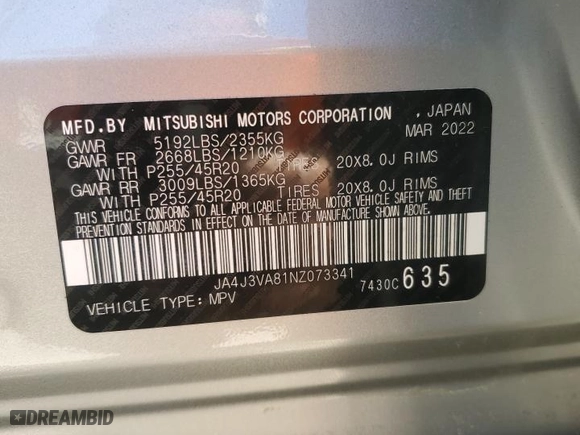 MFD.BY MITSUBISHI MOTORS CORPORATION , JAPAN
GVWR 5192LBS/2355KG MAR 2022
GAWR FR 2668LBS/1210KG
WITH P255/45R20 TIRES 20X8.0J RIMS
GAWR RR 3009LBS/1365KG
WITH P255/45R20 TIRES 20X8.0J RIMS
THIS VEHICLE CONFORMS TO ALL APPLICABLE FEDERAL MOTOR VEHICLE SAFETY AND THEFT
PREVENTION STANDARDS IN EFFECT ON THE DATE OF MANUFACTURE SHOWN ABOVE.
JA4J3VA81NZ073341
7430C 635
VEHICLE TYPE: MPV
DREAMBID